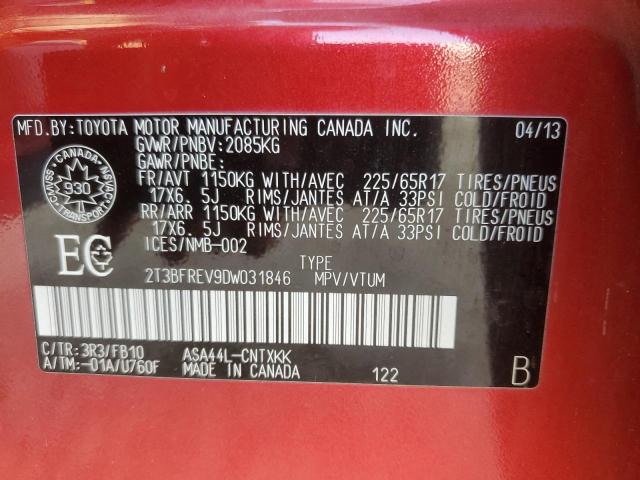 MFD.BY:TOYOTA MOTOR MANUFACTURING CANADA INC. 04/13
GVWR/PNBV:2085KG
GAWR/PNBE:
FR/AVT 1150KG WITH/AVEC 225/65R17 TIRES/PNEUS
17X6.5J RIMS/JANTES AT/A 33PSI COLD/FROID
RR/ARR 1150KG WITH/AVEC 225/65R17 TIRES/PNEUS
17X6.5J RIMS/JANTES AT/A 33PSI COLD/FROID
ICES/NMB-002
CANADA
CMVSS 930 NSVAC
TRANSPORT
EC
TYPE
2T3BFREV9DW031846 MPV/VTUM
C/TR:3R3/FB10 ASA44L-CNTXKK
A/TM:-01A/U760F MADE IN CANADA 122 B